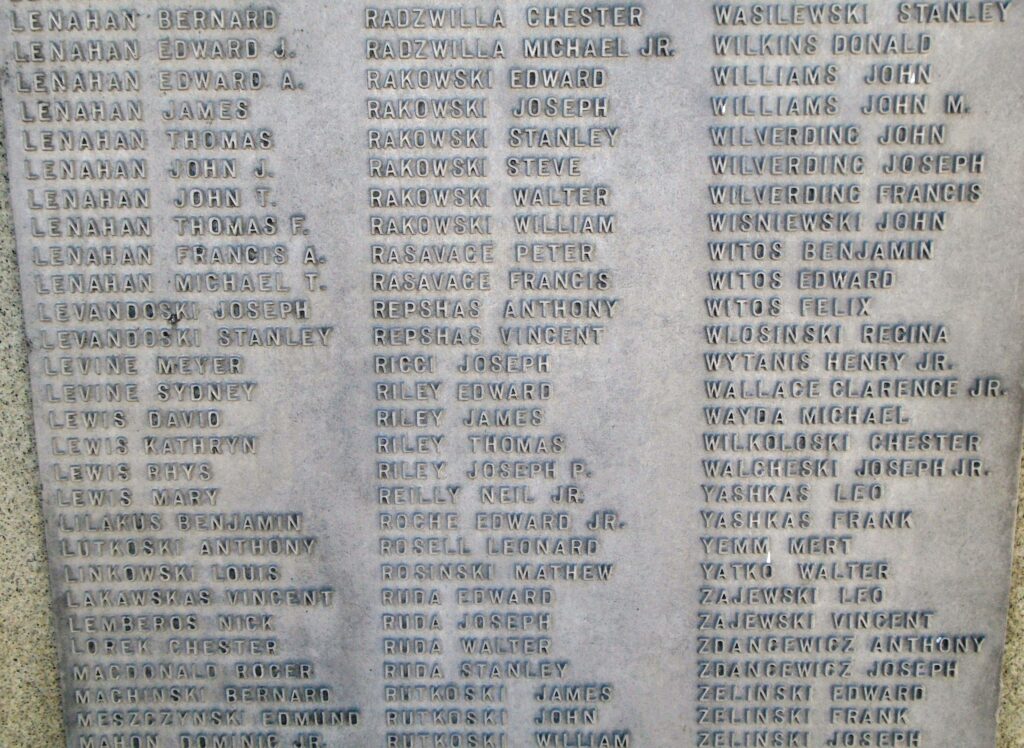 LENAHAN BERNARD
LENAHAN EDWARD J.
LENAHAN EDWARD A.
LENAHAN JAMES
LENAHAN THOMAS
LENAHAN JOHN J.
LENAHAN JOHN T.
LENAHAN THOMAS F.
LENAHAN FRANCIS A.
LENAHAN MICHAEL T.
LEVANDOSKI JOSEPH
LEVANDOSKI STANLEY
LEVINE MEYER
LEVINE SYDNEY
LEWIS DAVID
LEWIS KATHRYN
LEWIS RHYS
LEWIS MARY
LILAKUS BENJAMIN
LUTKOSKI ANTHONY
LINKOWSKI LOUIS
LAKAWSKAS VINCENT
LEMBEROS NICK
LOREK CHESTER
MACDONALD ROGER
MACHINSKI BERNARD
MESZCZYNSKI EDMUND
MAHON DOMINIC JR.
RADZWILLA CHESTER
RADZWILLA MICHAEL JR.
RAKOWSKI EDWARD
RAKOWSKI JOSEPH
RAKOWSKI STANLEY
RAKOWSKI STEVE
RAKOWSKI WALTER
RAKOWSKI WILLIAM
RASAVAGE PETER
RASAVAGE FRANCIS
REPSHAS ANTHONY
REPSHAS VINCENT
RICCI JOSEPH
RILEY EDWARD
RILEY JAMES
RILEY THOMAS
RILEY JOSEPH P.
REILLY NEIL JR.
ROCHE EDWARD JR.
ROSELL LEONARD
ROSINSKI MATHEW
RUDA EDWARD
RUDA JOSEPH
RUDA WALTER
RUDA STANLEY
RUTKOSKI JAMES
RUTKOSKI JOHN
RUTKOSKI WILLIAM
WASILEWSKI STANLEY
WILKINS DONALD
WILLIAMS JOHN
WILLIAMS JOHN M.
WILVERDING JOHN
WILVERDING JOSEPH
WILVERDING FRANCIS
WISNIEWSKI JOHN
WITOS BENJAMIN
WITOS EDWARD
WITOS FELIX
WLOSINSKI REGINA
WYTANIS HENRY JR.
WALLACE CLARENCE JR.
WAYDA MICHAEL
WILKOLOSKI CHESTER
WALCHESKI JOSEPH JR.
YASHKAS LEO
YASHKAS FRANK
YEMM MERT
YATKO WALTER
ZAJEWSKI LEO
ZAJEWSKI VINCENT
ZDANCEWICZ ANTHONY
ZDANCEWICZ JOSEPH
ZELINSKI EDWARD
ZELINSKI FRANK
ZELINSKI JOSEPH